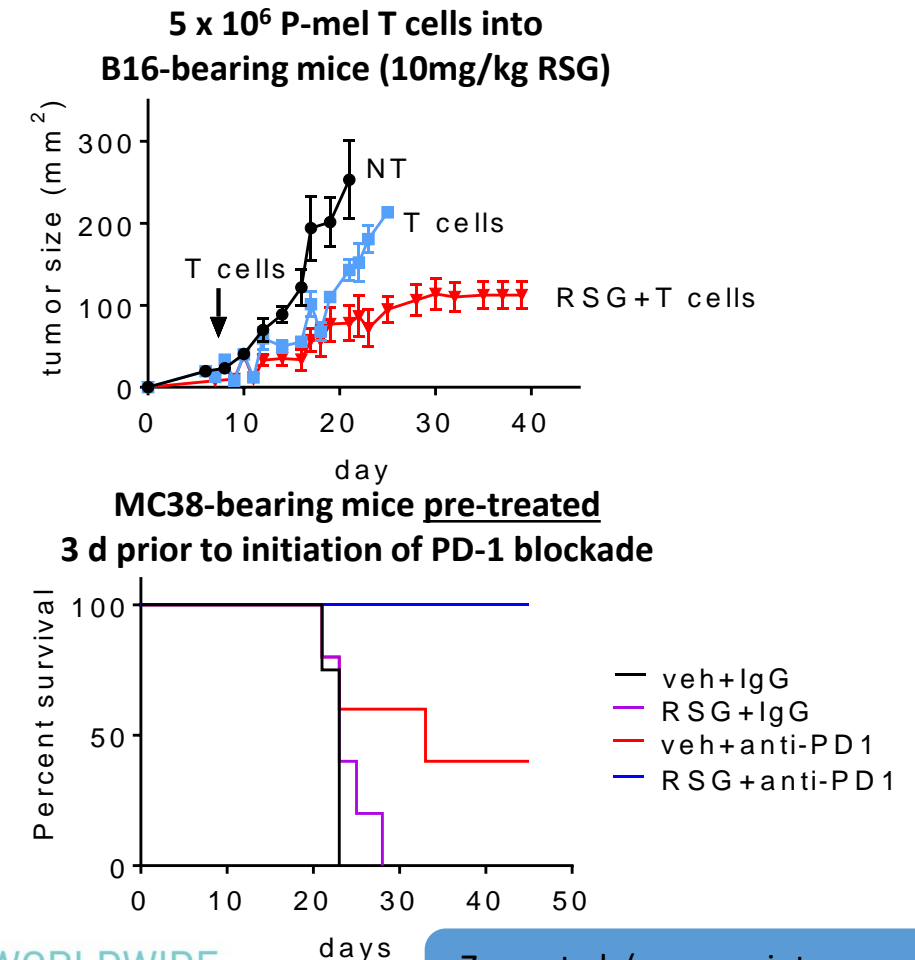 5 x 10⁶ P-mel T cells into
B16-bearing mice (10mg/kg RSG)
tumor size (mm²)
300
200
100
0
NT
T cells
T cells
RSG+T cells
0 10 20 30 40
day
MC38-bearing mice pre-treated
3 d prior to initiation of PD-1 blockade
Percent survival
100
50
0
veh+IgG
RSG+IgG
veh+anti-PD1
RSG+anti-PD1
0 10 20 30 40 50
days
WORLDWIDE